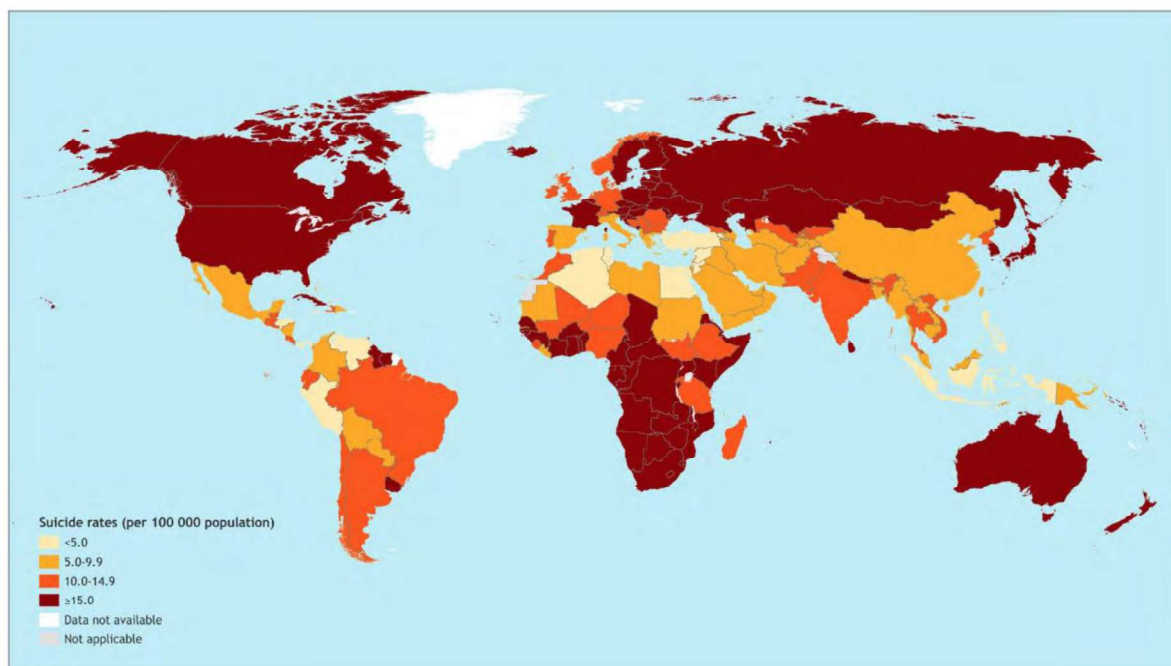 Suicide rates (per 100 000 population)
<5.0
5.0-9.9
10.0-14.9
≥15.0
Data not available
Not applicable